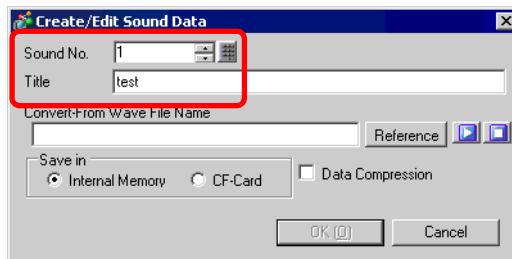 Create/Edit Sound Data
Sound No. 1
Title test
Convert-From Wave File Name
Reference
Save in
Internal Memory CF-Card Data Compression
OK (O) Cancel